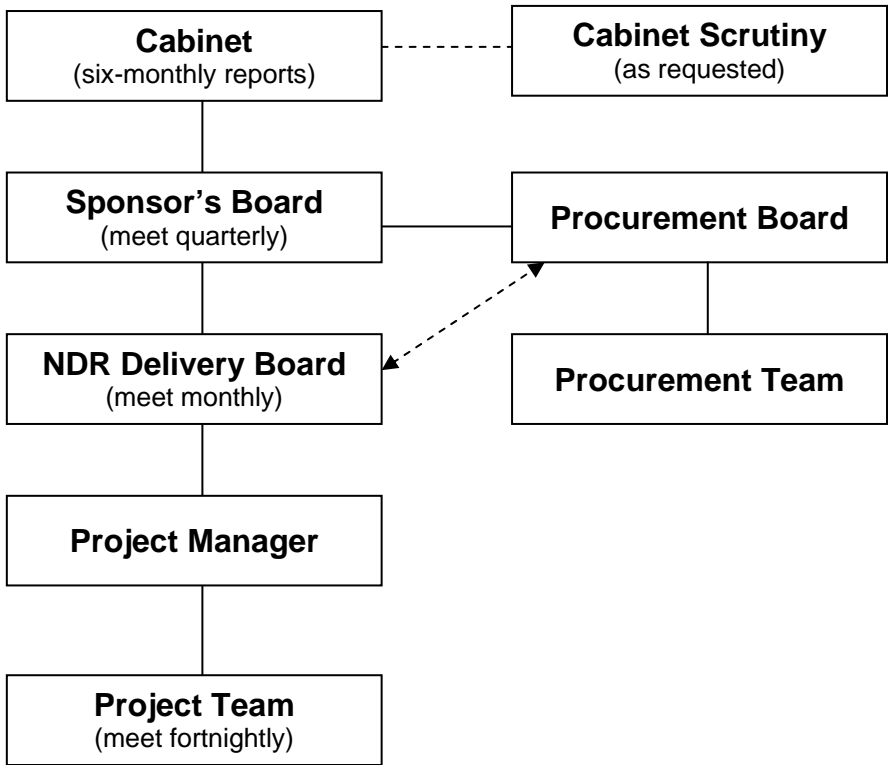 Cabinet
(six-monthly reports)
Cabinet Scrutiny
(as requested)
Sponsor’s Board
(meet quarterly)
Procurement Board
NDR Delivery Board
(meet monthly)
Procurement Team
Project Manager
Project Team
(meet fortnightly)